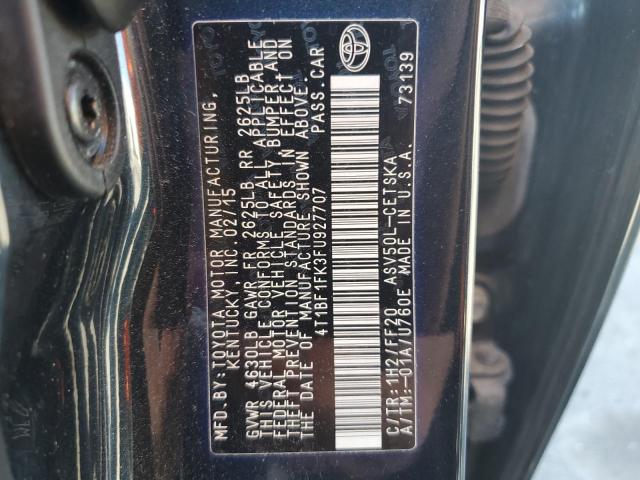 MFD.BY:TOYOTA MOTOR MANUFACTURING,
KENTUCKY, INC. 02/15
GVWR 4630LB GAWR FR 2625LB RR 2625LB
THIS VEHICLE CONFORMS TO ALL APPLICABLE
FEDERAL MOTOR VEHICLE SAFETY, BUMPER, AND
THEFT PREVENTION STANDARDS IN EFFECT ON
THE DATE OF MANUFACTURE SHOWN ABOVE.
4T1BF1FK3FU927707 PASS.CAR
C/TR:1H2/FF20 ASV50L-CETSKA
A/TM:-01A/U760E MADE IN U.S.A. 73139